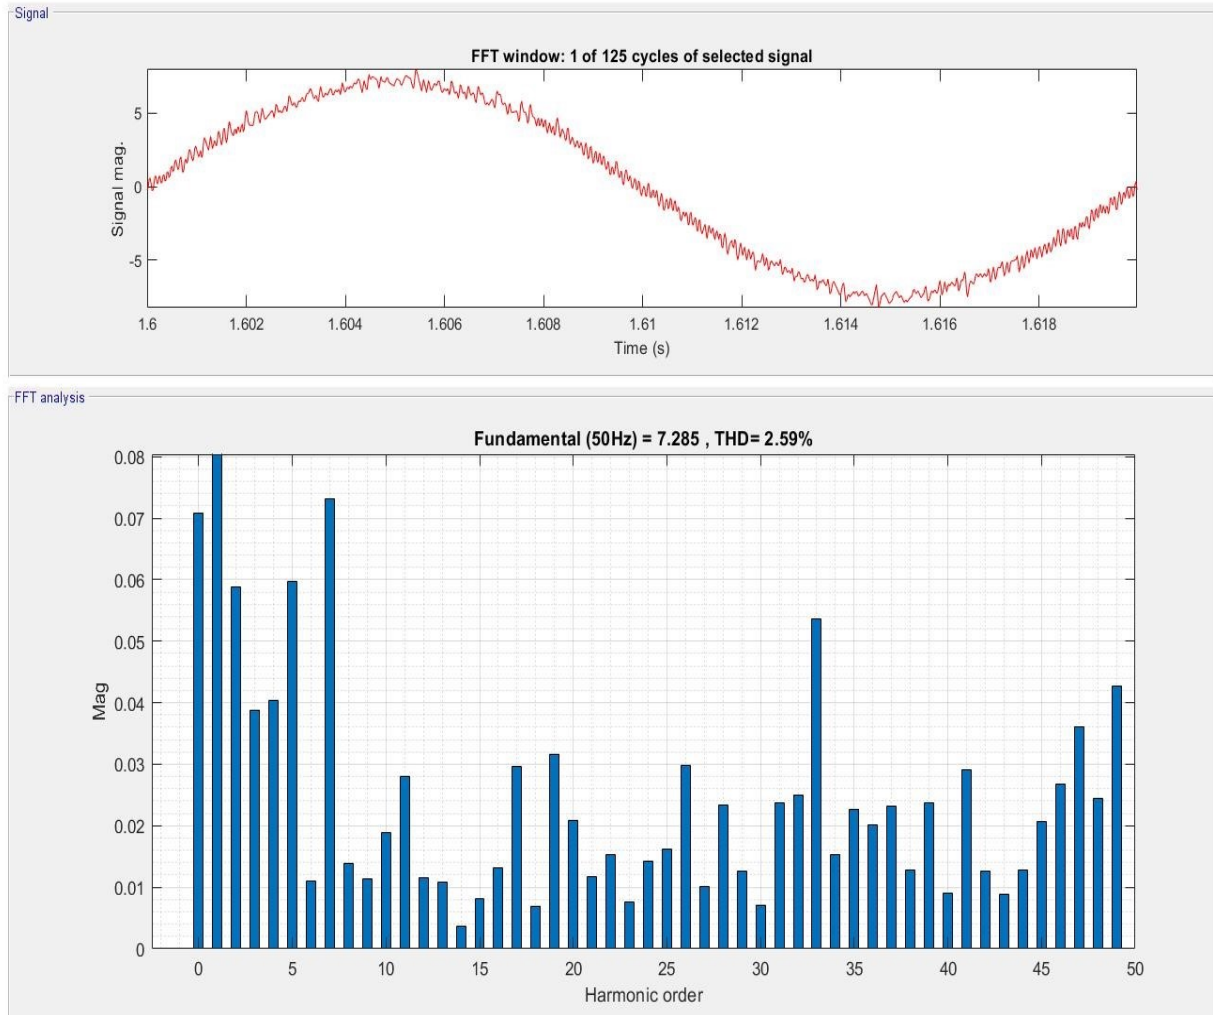 Signal
FFT window: 1 of 125 cycles of selected signal
5
0
-5
Signal mag.
1.6 1.602 1.604 1.606 1.608 1.61 1.612 1.614 1.616 1.618
Time (s)
FFT analysis
Fundamental (50Hz) = 7.285 , THD= 2.59%
0.08
0.07
0.06
0.05
0.04
0.03
0.02
0.01
0
Mag
0 5 10 15 20 25 30 35 40 45 50
Harmonic order